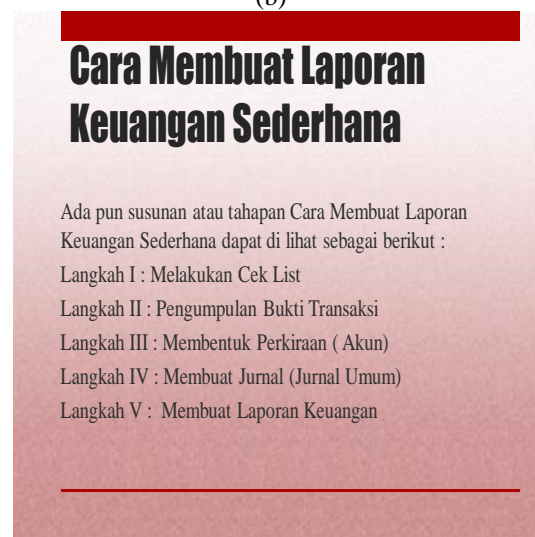 (b)
Cara Membuat Laporan
Keuangan Sederhana
Ada pun susunan atau tahapan Cara Membuat Laporan
Keuangan Sederhana dapat di lihat sebagai berikut :
Langkah I : Melakukan Cek List
Langkah II : Pengumpulan Bukti Transaksi
Langkah III : Membentuk Perkiraan ( Akun)
Langkah IV : Membuat Jurnal (Jurnal Umum)
Langkah V :  Membuat Laporan Keuangan